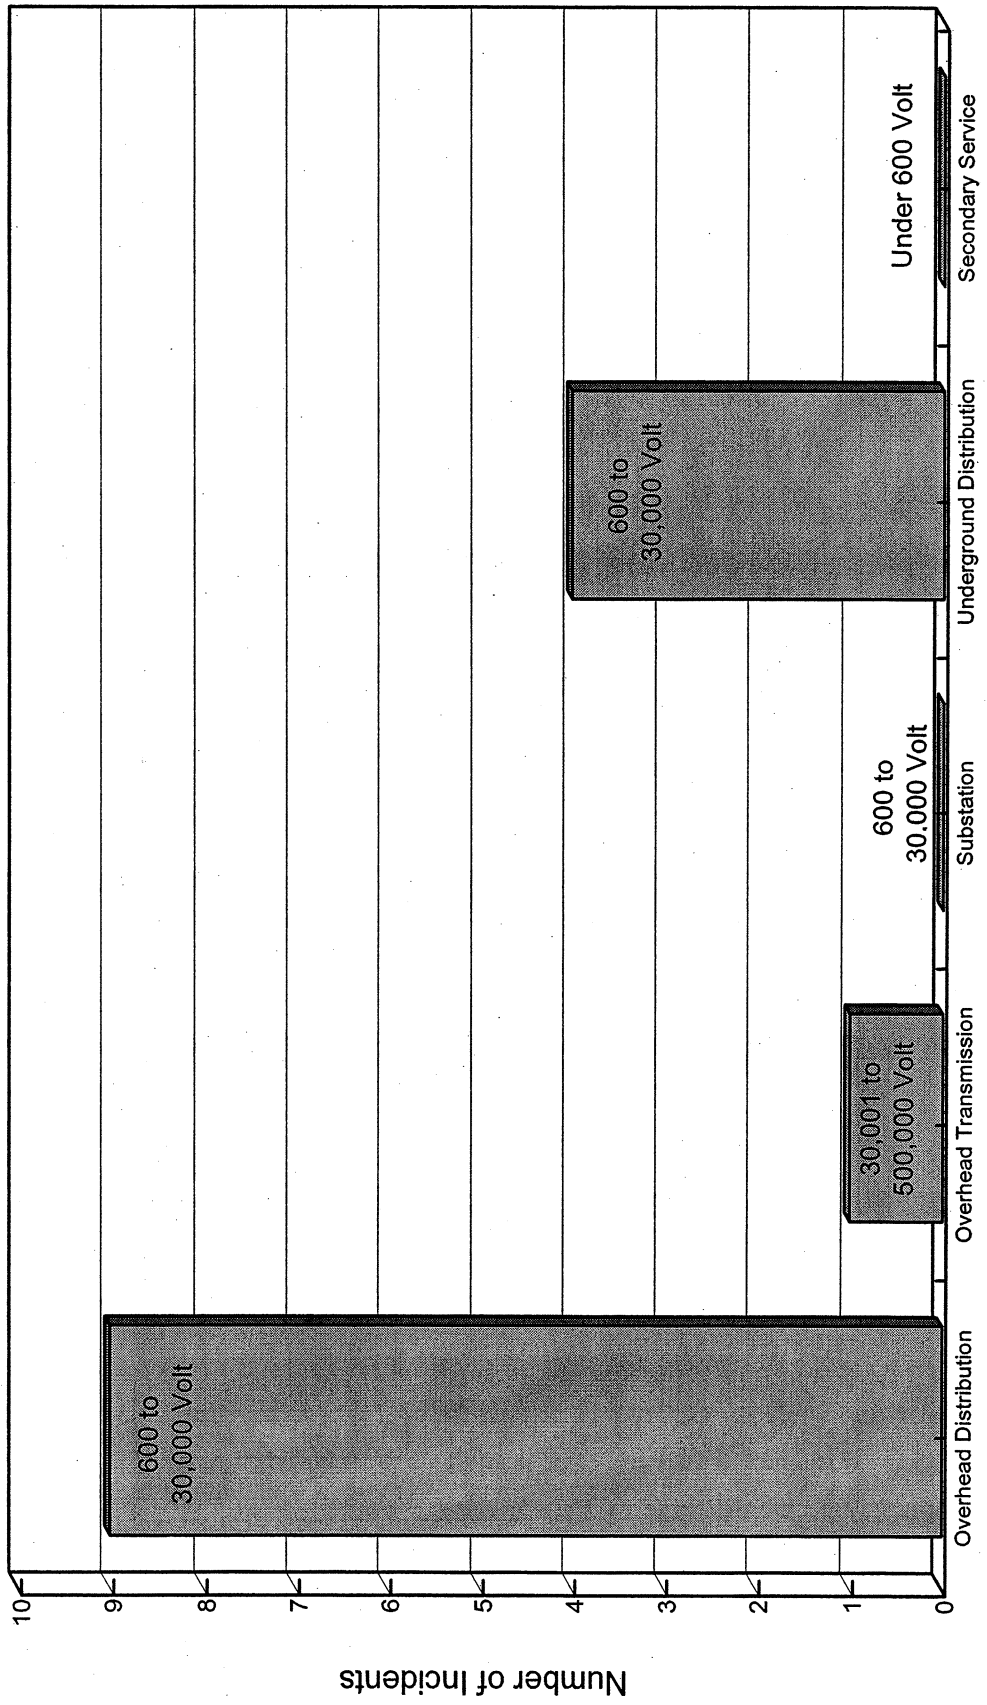 Number of Incidents
10
9
8
7
6
5
4
3
2
1
0
600 to
30,000 Volt
30,001 to
500,000 Volt
600 to
30.000 Volt
600 to
30,000 Volt
Under 600 Volt
Overhead Distribution
Overhead Transmission
Substation
Underground Distribution
Secondary Service